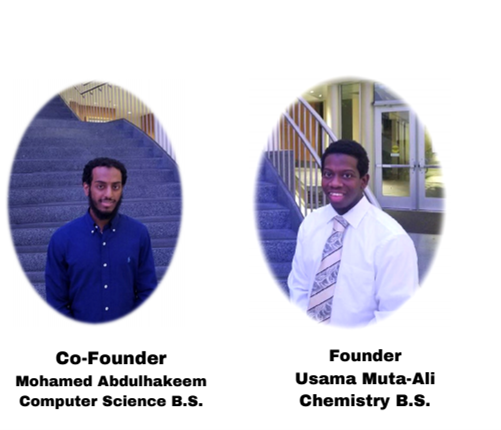 Co-Founder
Mohamed Abdulhakeem
Computer Science B.S.
Founder
Usama Muta-Ali
Chemistry B.S.